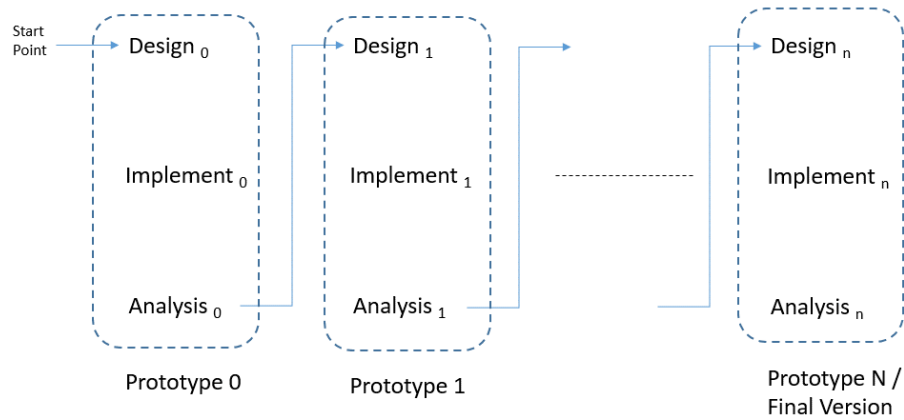 Start
Point
Design 0
Design 1
Design n
Implement 0
Implement 1
Implement n
Analysis 0
Analysis 1
Analysis n
Prototype 0
Prototype 1
Prototype N /
Final Version